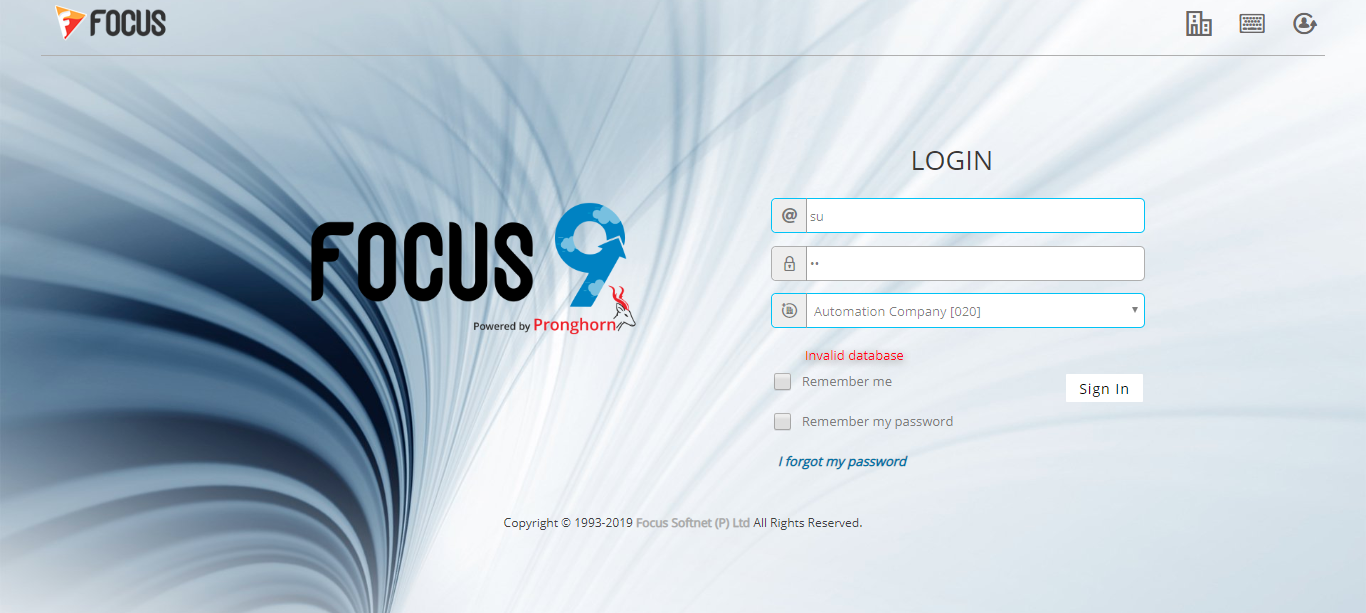 FOCUS
LOGIN
@ su
••
Automation Company [020]
Invalid database
Remember me
Sign In
Remember my password
I forgot my password
FOCUS 9
Powered by Pronghorn
Copyright © 1993-2019 Focus Softnet (P) Ltd All Rights Reserved.